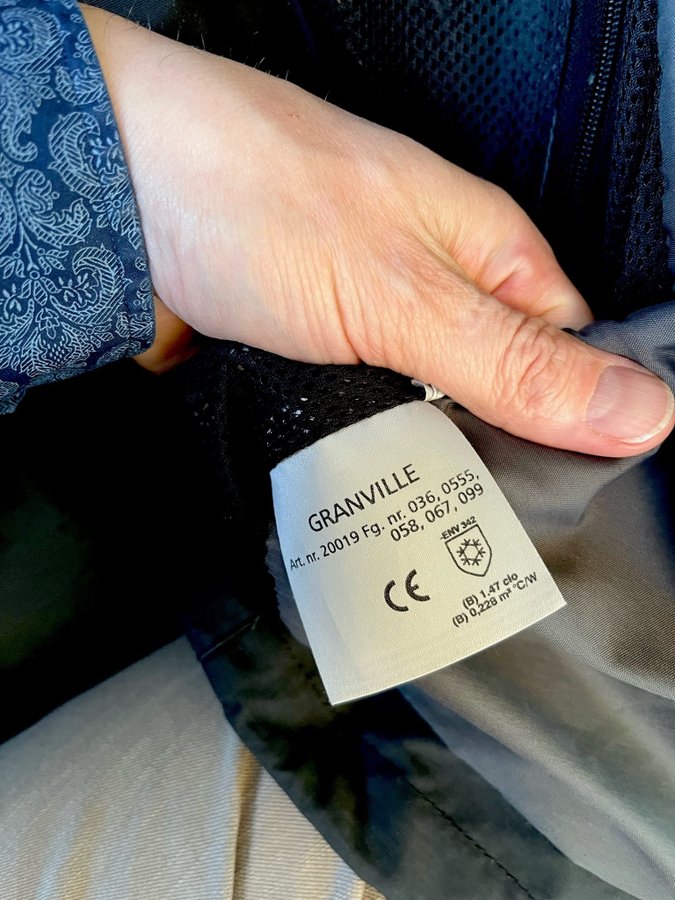 GRANVILLE
Art. nr. 20019 Fg. nr. 036, 0555,
058, 067, 099
ENV 342
CE
(B) 1.47 clo
(B) 0,228 m² °C/W